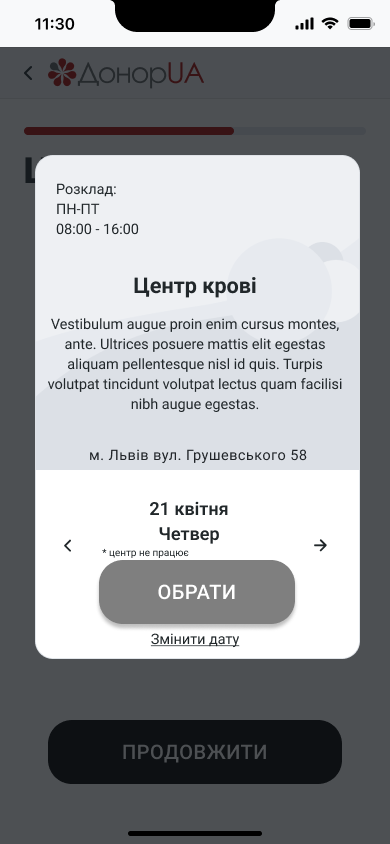 11:30
ДонорUA
Розклад:
ПН-ПТ
08:00 - 16:00
Центр крові
Vestibulum augue proin enim cursus montes,
ante. Ultrices posuere mattis elit egestas
aliquam pellentesque nisl id quis. Turpis
volutpat tincidunt volutpat lectus quam facilisi
nibh augue egestas.
м. Львів вул. Грушевського 58
21 квітня
Четвер
* центр не працює
ОБРАТИ
Змінити дату
ПРОДОВЖИТИ